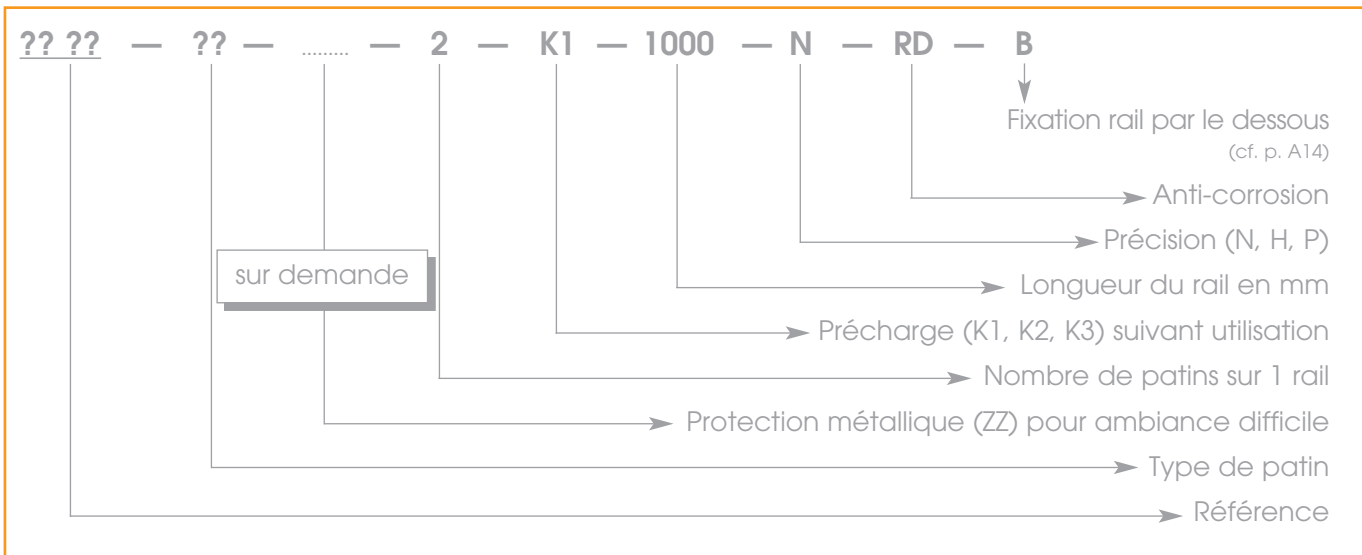 ?? ?? — ?? — ......... — 2 — K1 — 1000 — N — RD — B
Fixation rail par le dessous
(cf. p. A14)
Anti-corrosion
Précision (N, H, P)
sur demande
Longueur du rail en mm
Précharge (K1, K2, K3) suivant utilisation
Nombre de patins sur 1 rail
Protection métallique (ZZ) pour ambiance difficile
Type de patin
Référence